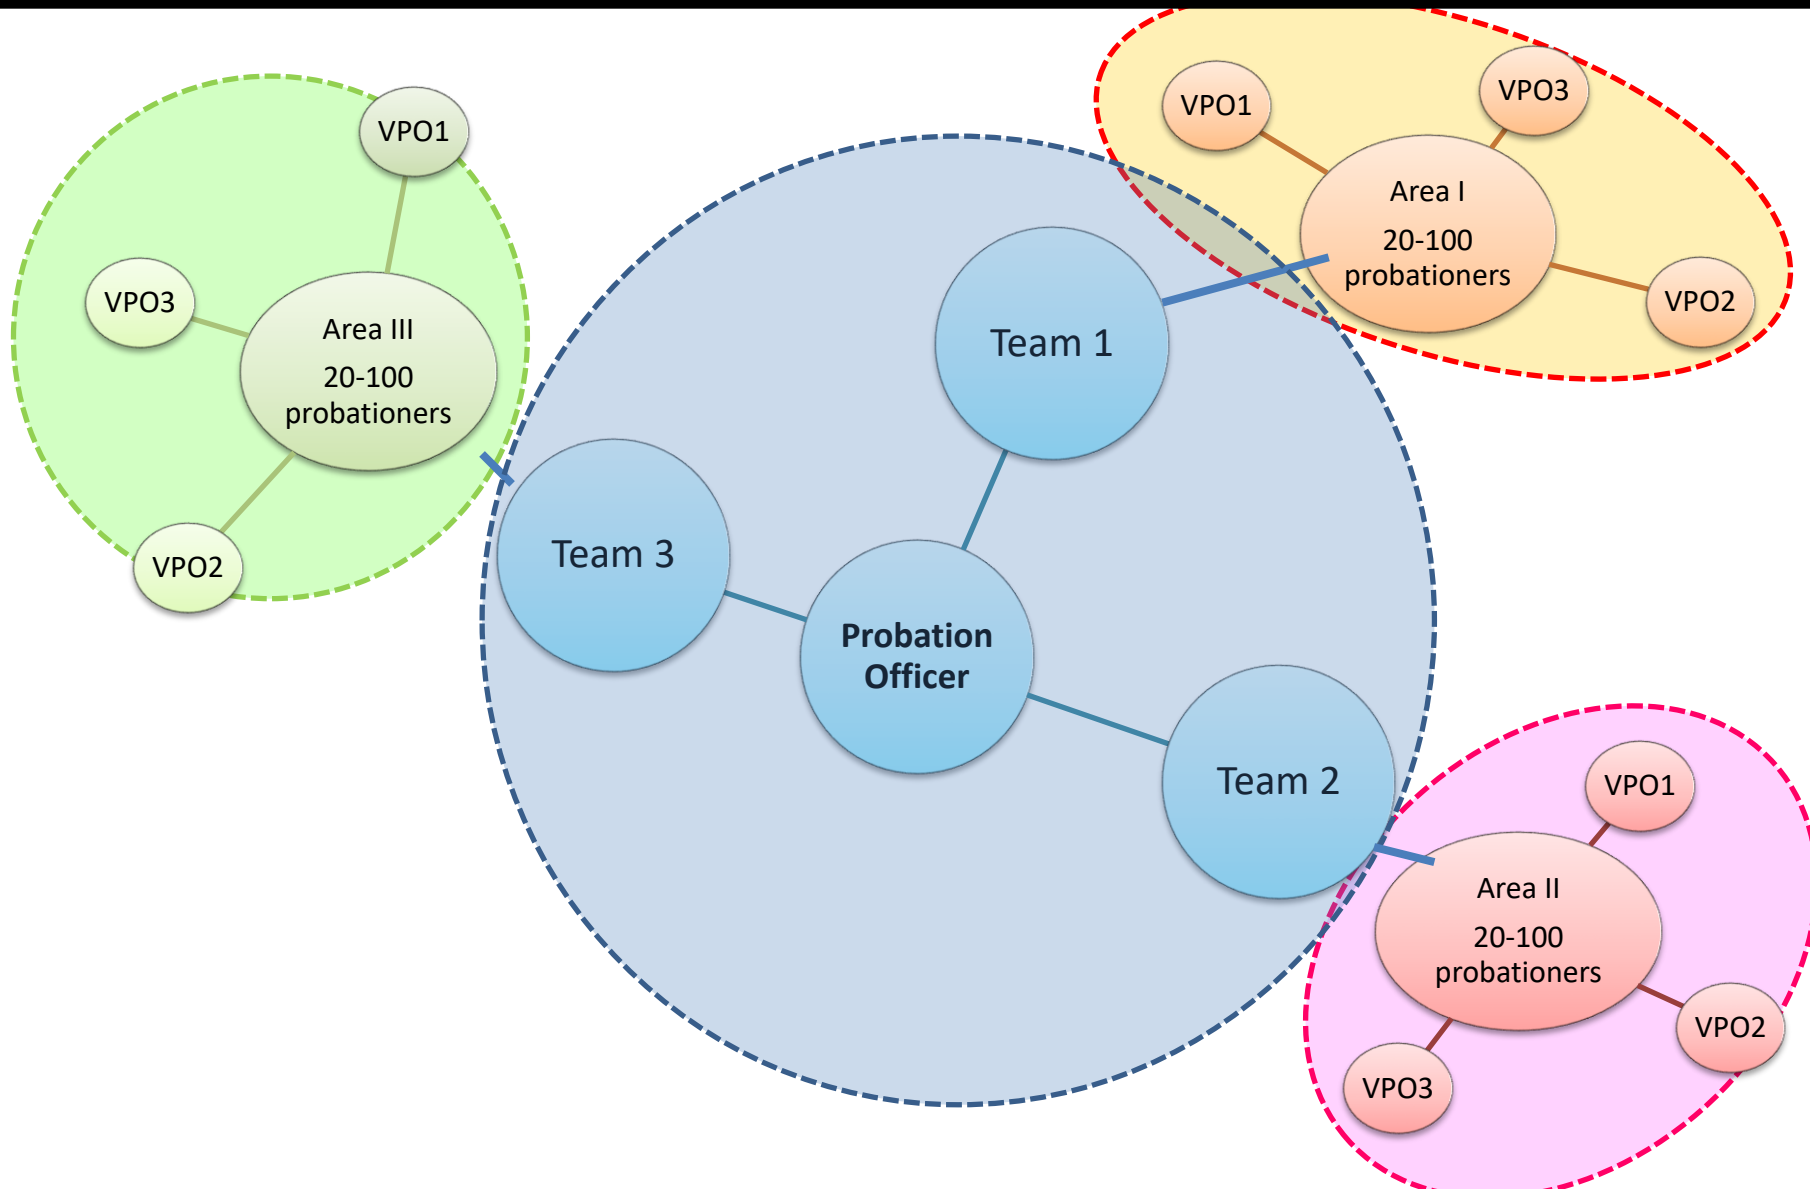 VPO1
VPO3
Area I
20-100
probationers
VPO2
VPO1
VPO3
Area III
20-100
probationers
VPO2
Team 1
Team 3
Probation
Officer
Team 2
VPO1
Area II
20-100
probationers
VPO2
VPO3